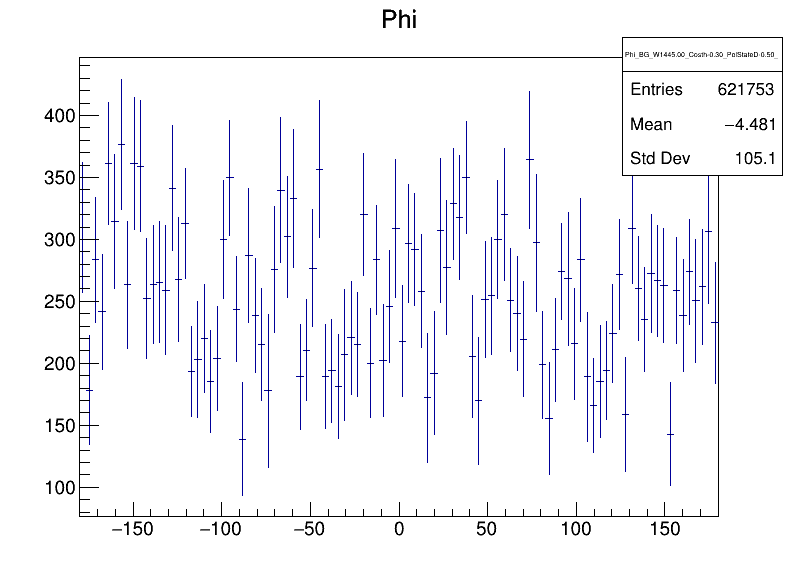 Phi
Phi_BG_W1445.00_Costh-0.30_PolStateD-0.50_
Entries 621753
Mean −4.481
Std Dev 105.1
400
350
300
250
200
150
100
−150 −100 −50 0 50 100 150